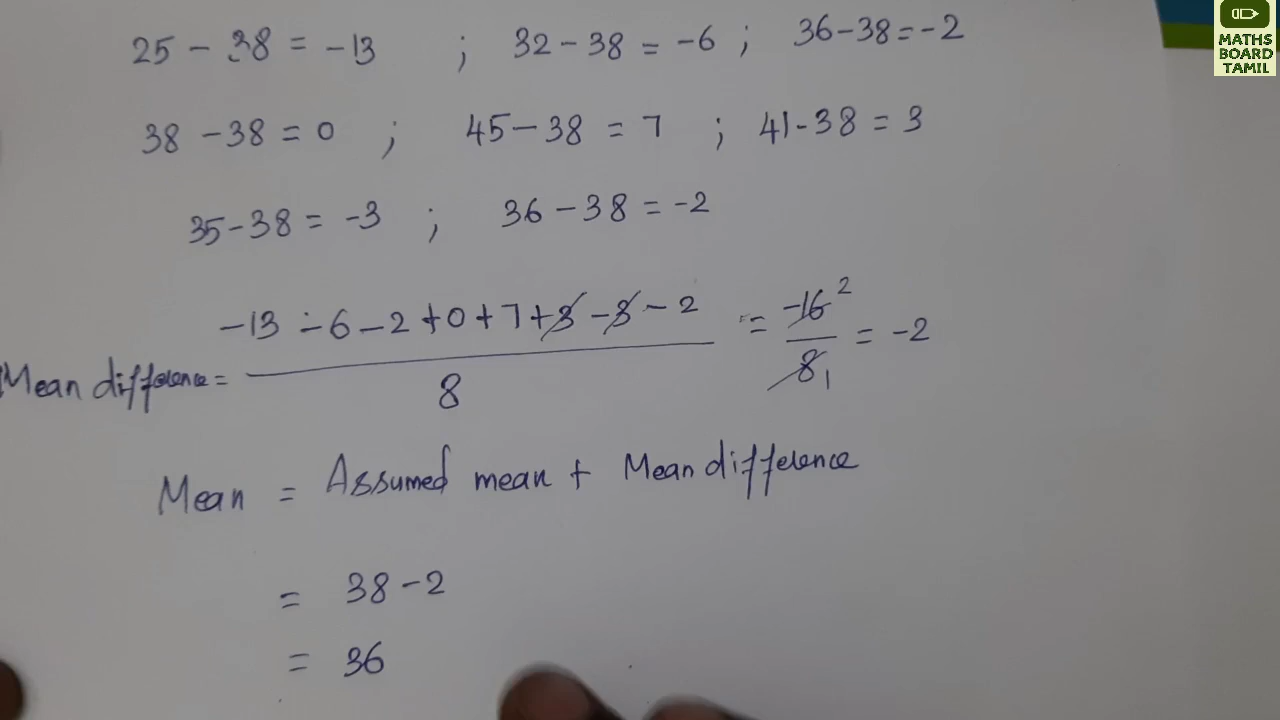 25 - 38 = -13 ; 32 - 38 = -6 ; 36-38 = -2
38 - 38 = 0 ; 45 - 38 = 7 ; 41 - 38 = 3
35 - 38 = -3 ; 36 - 38 = -2
-13 - 6 - 2 + 0 + 7 + 3 - 3 - 2 = -16 2 = -2
Mean difference =
8 8 1
Mean = Assumed mean + Mean difference
= 38 - 2
= 36
MATHS
BOARD
TAMIL